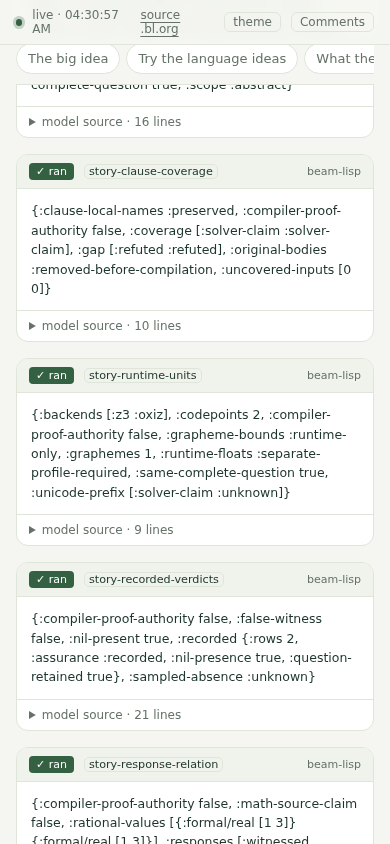 live · 04:30:57 AM
source .bl.org
theme
Comments
The big idea
Try the language ideas
What the
complete-question true, :scope :abstract}
▶ model source · 16 lines
✓ ran story-clause-coverage beam-lisp
{:clause-local-names :preserved, :compiler-proof-
authority false, :coverage [:solver-claim :solver-
claim], :gap [:refuted :refuted], :original-bodies
:removed-before-compilation, :uncovered-inputs [0
0]}
▶ model source · 10 lines
✓ ran story-runtime-units beam-lisp
{:backends [:z3 :oxiz], :codepoints 2, :compiler-
proof-authority false, :grapheme-bounds :runtime-
only, :graphemes 1, :runtime-floats :separate-
profile-required, :same-complete-question true,
:unicode-prefix [:solver-claim :unknown]}
▶ model source · 9 lines
✓ ran story-recorded-verdicts beam-lisp
{:compiler-proof-authority false, :false-witness
false, :nil-present true, :recorded {:rows 2,
:assurance :recorded, :nil-presence true, :question-
retained true}, :sampled-absence :unknown}
▶ model source · 21 lines
✓ ran story-response-relation beam-lisp
{:compiler-proof-authority false, :math-source-claim
false, :rational-values [{:formal/real [1 3]}
{:formal/real [1 3]}], :responses [:witnessed